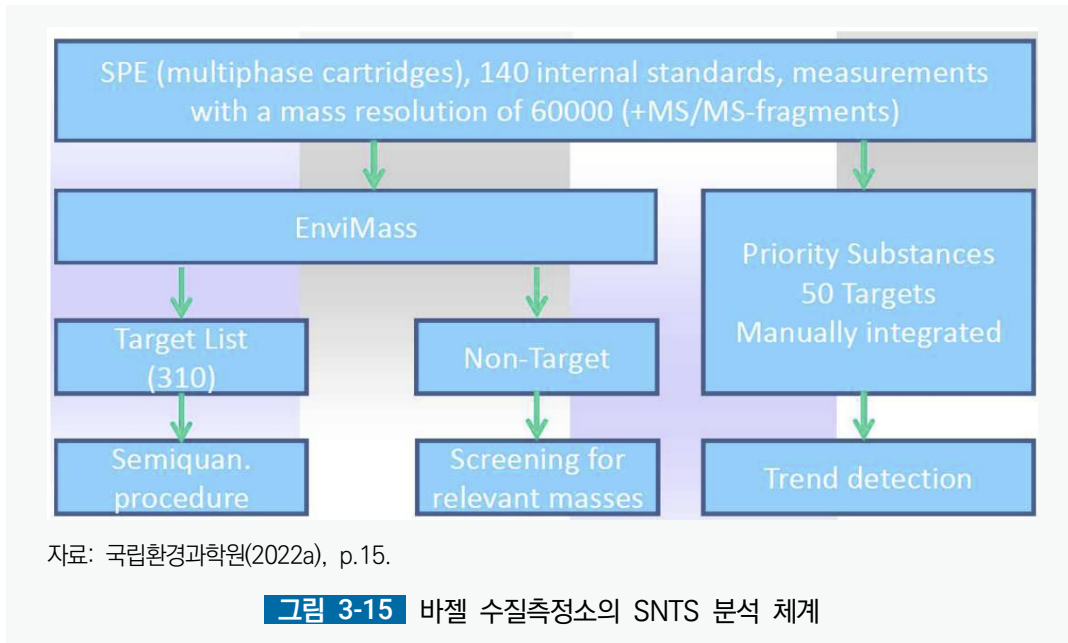 SPE (multiphase cartridges), 140 internal standards, measurements
with a mass resolution of 60000 (+MS/MS-fragments)
EnviMass
Priority Substances
50 Targets
Manually integrated
Target List
(310)
Non-Target
Semiquan.
procedure
Screening for
relevant masses
Trend detection
자료: 국립환경과학원(2022a), p.15.
그림 3-15 바젤 수질측정소의 SNTS 분석 체계